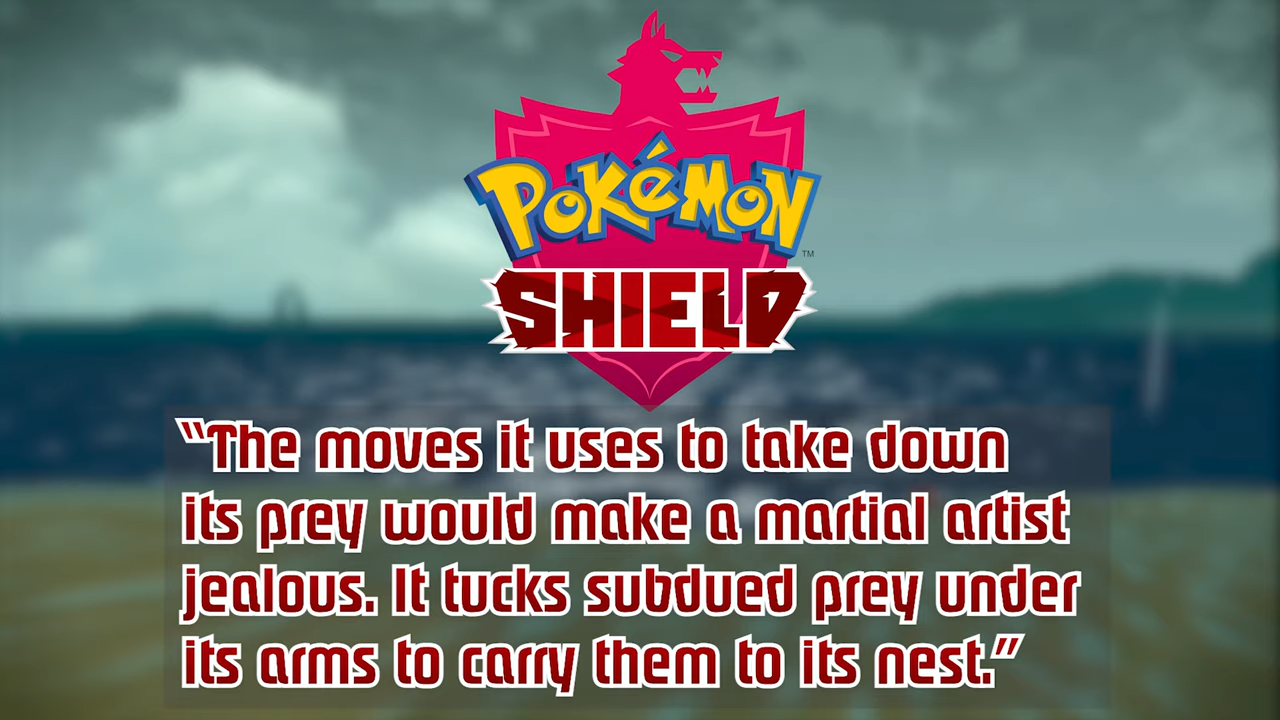 POKéMON
TM
SHIELD
“The moves it uses to take down
its prey would make a martial artist
jealous. It tucks subdued prey under
its arms to carry them to its nest.”